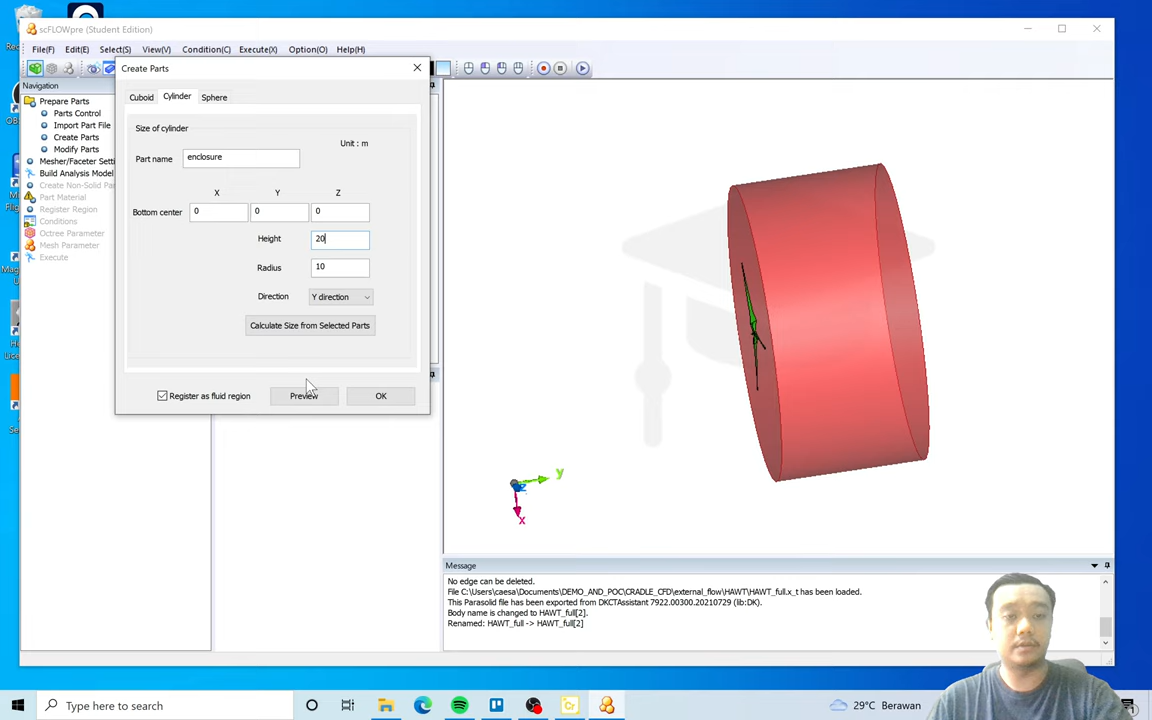 scFLOWpre (Student Edition)
File(F) Edit(E) Select(S) View(V) Condition(C) Execute(X) Option(O) Help(H)
Create Parts
Navigation
Prepare Parts
Parts Control
Import Part File
Create Parts
Modify Parts
Mesher/Faceter Setti
Build Analysis Model
Create Non-Solid Par
Part Material
Register Region
Conditions
Octree Parameter
Mesh Parameter
Execute
Cuboid Cylinder Sphere
Size of cylinder
Unit : m
Part name enclosure
X Y Z
Bottom center 0 0 0
Height 20
Radius 10
Direction Y direction
Calculate Size from Selected Parts
Register as fluid region Preview OK
y
x
Message
No edge can be deleted.
File C:\Users\caesa\Documents\DEMO_AND_POC\CRADLE_CFD\external_flow\HAWT\HAWT_full.x_t has been loaded.
This Parasolid file has been exported from DKCTAssistant 7922.00300.20210729 (lib:DK).
Body name is changed to HAWT_full[2].
Renamed: HAWT_full -> HAWT_full[2]
Type here to search
29°C Berawan